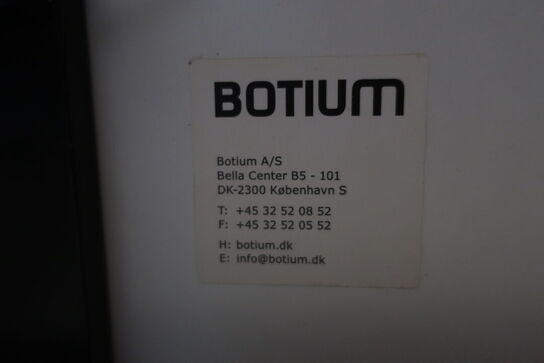 BOTIUM
Botium A/S
Bella Center B5 - 101
DK-2300 København S
T: +45 32 52 08 52
F: +45 32 52 05 52
H: botium.dk
E: info@botium.dk